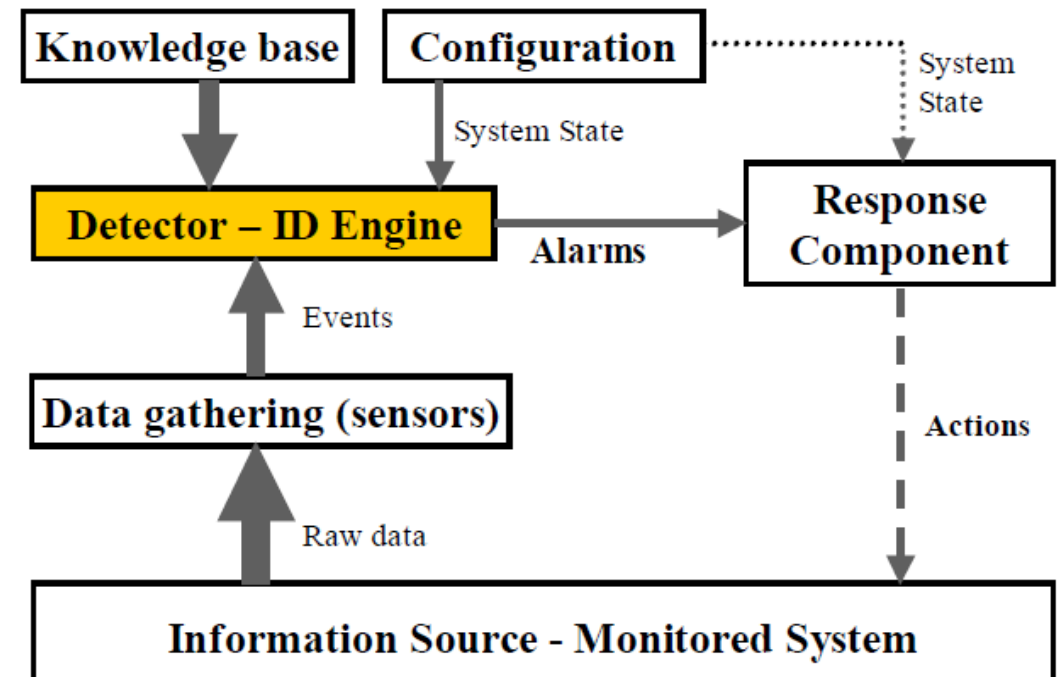 Knowledge base
Configuration
System
State
System State
Detector – ID Engine
Alarms
Response
Component
Events
Data gathering (sensors)
Actions
Raw data
Information Source - Monitored System